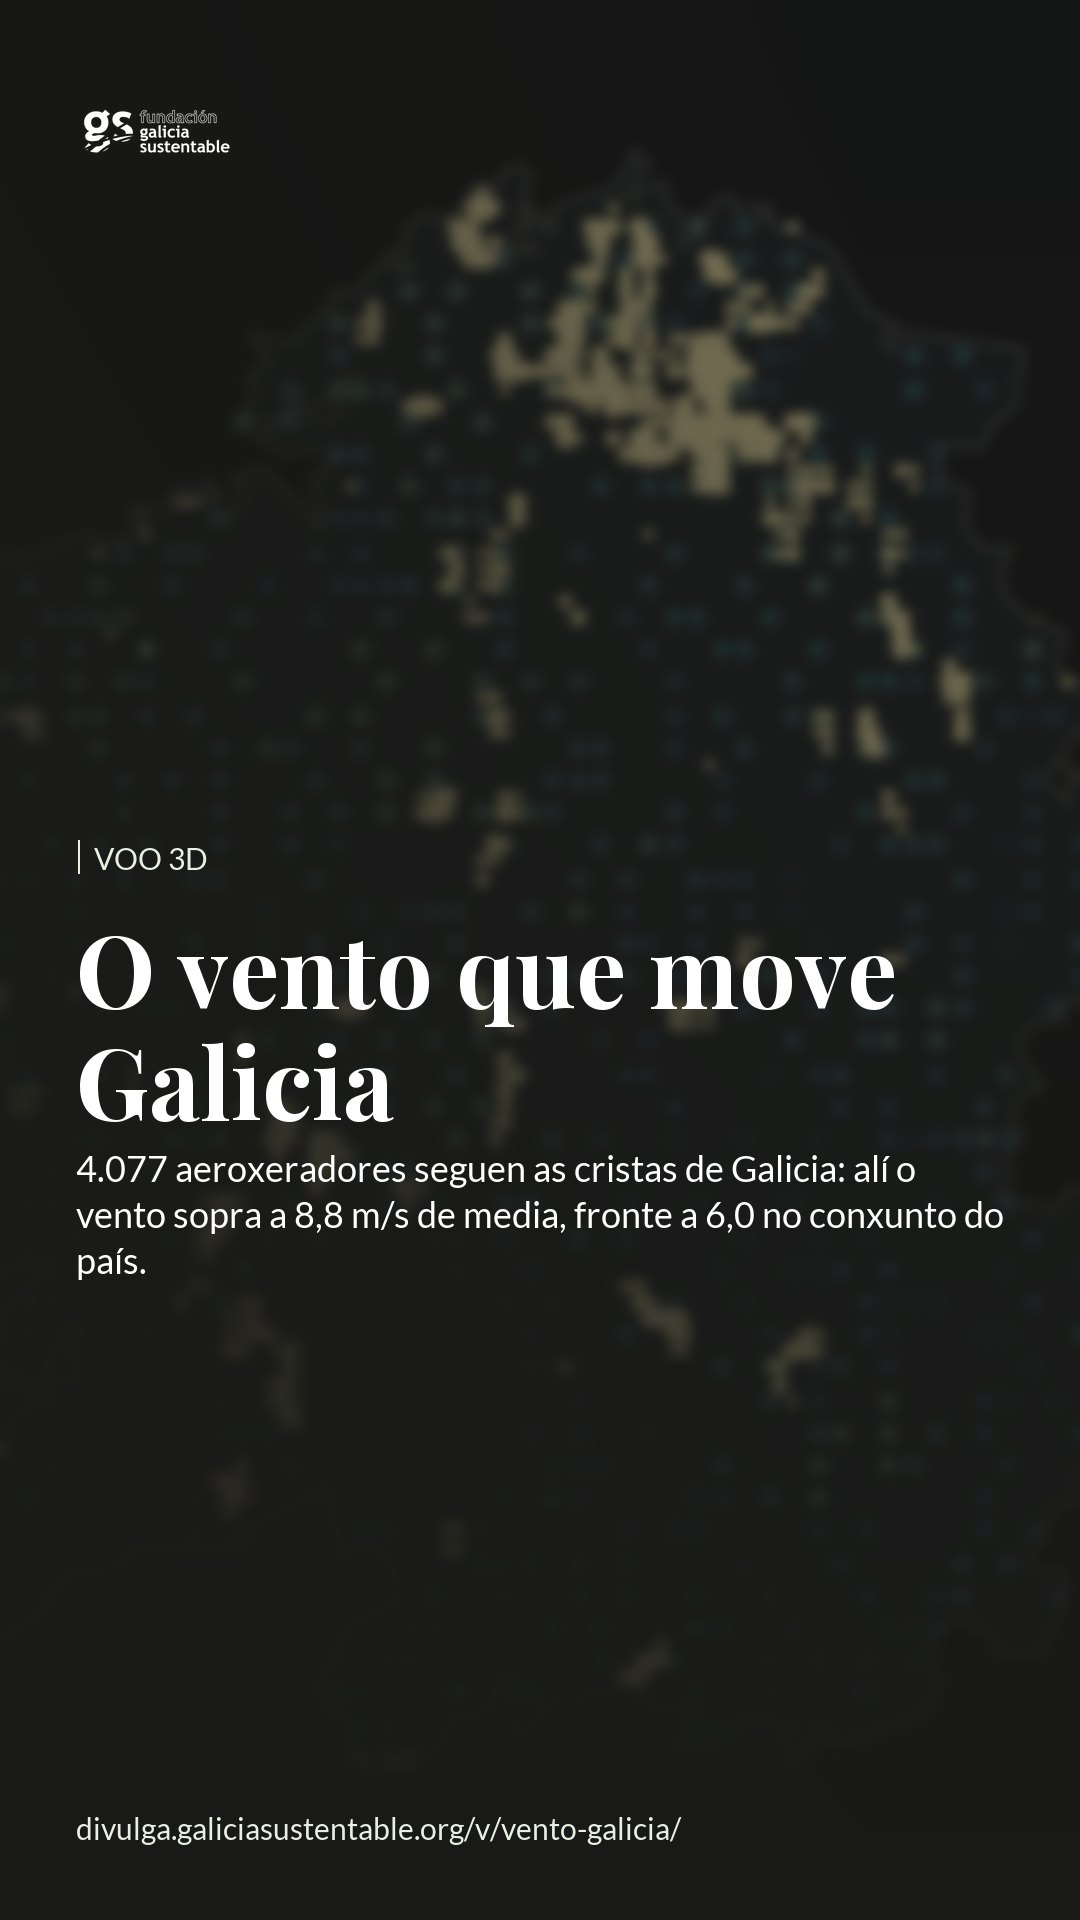 gs fundación
galicia
sustentable
VOO 3D
O vento que move
Galicia
4.077 aeroxeradores seguen as cristas de Galicia: alí o
vento sopra a 8,8 m/s de media, fronte a 6,0 no conxunto do
país.
divulga.galiciasustentable.org/v/vento-galicia/